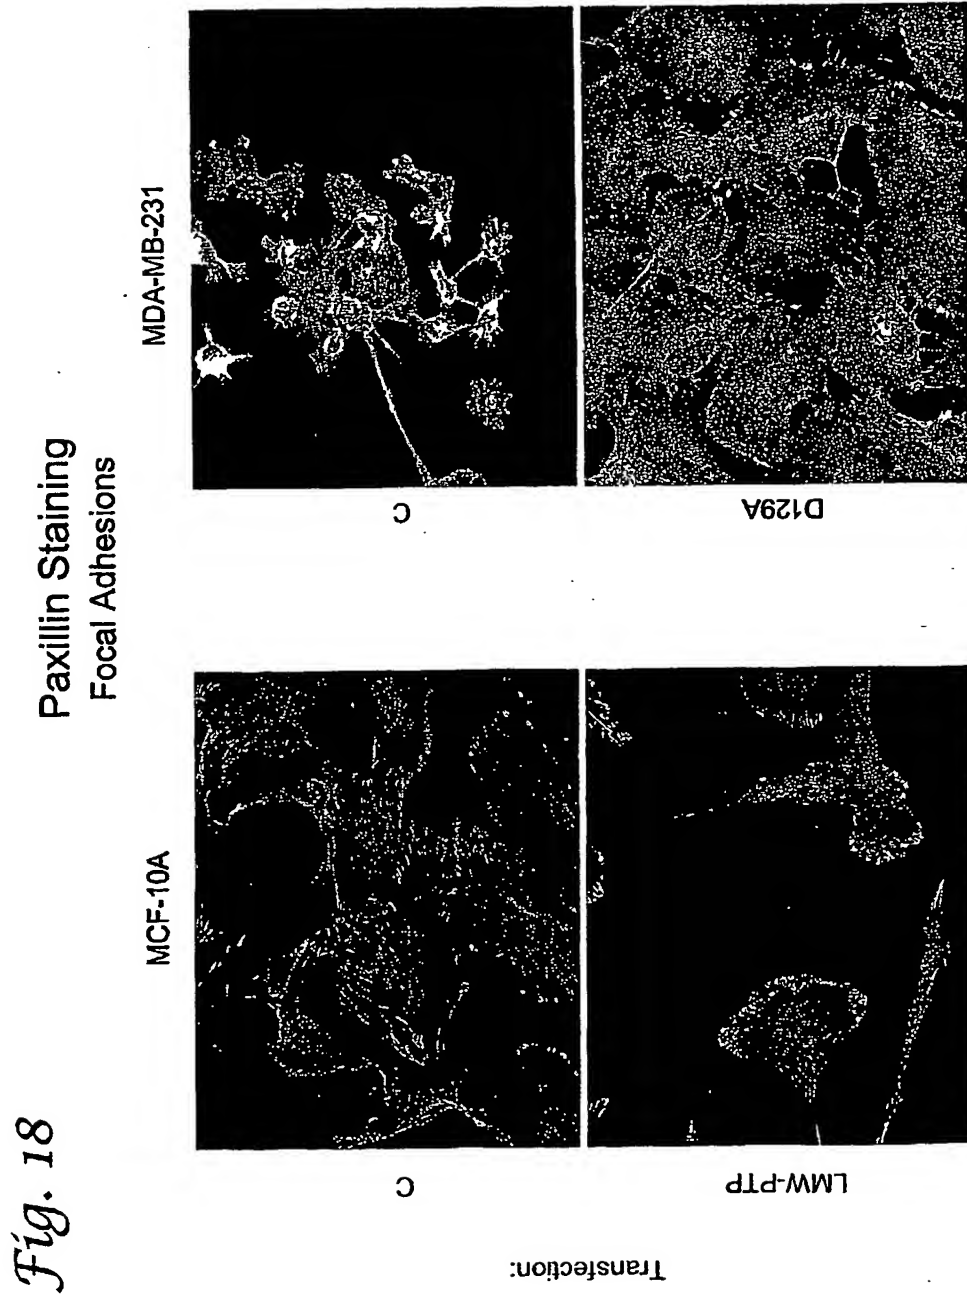 Fig. 18
Paxillin Staining
Focal Adhesions
MCF-10A
MDA-MB-231
Transfection:
C
LMW-PTP
C
D129A